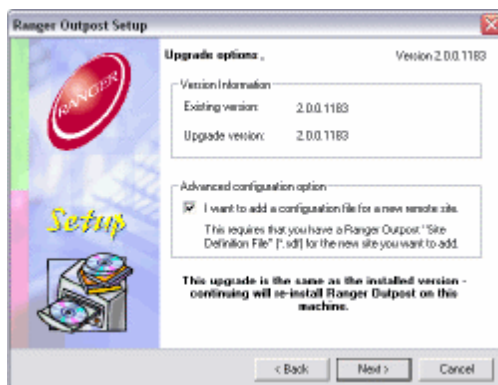 Ranger Outpost Setup
RANGER
Setup
Upgrade options .
Version 2.0.0.1183
Version Information
Existing version: 2.0.0.1183
Upgrade version: 2.0.0.1183
Advanced configuration option
I want to add a configuration file for a new remote site.
This requires that you have a Ranger Outpost "Site
Definition File" (*.sdf) for the new site you want to add.
This upgrade is the same as the installed version -
continuing will re-install Ranger Outpost on this
machine.
< Back
Next >
Cancel